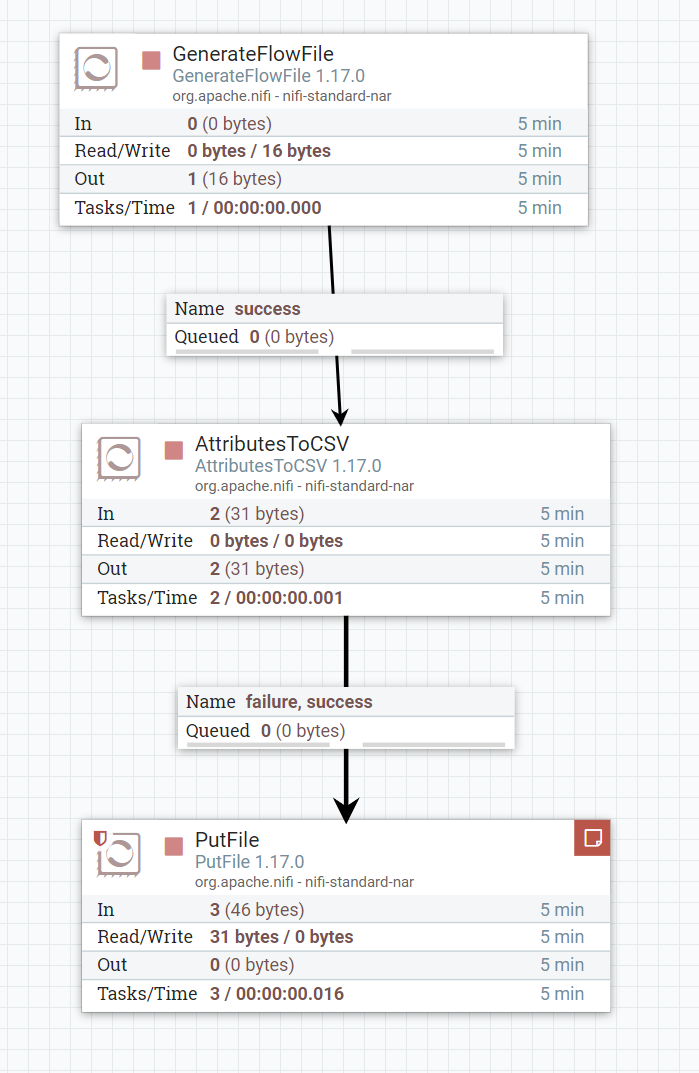 GenerateFlowFile
GenerateFlowFile 1.17.0
org.apache.nifi - nifi-standard-nar
In 0 (0 bytes) 5 min
Read/Write 0 bytes / 16 bytes 5 min
Out 1 (16 bytes) 5 min
Tasks/Time 1 / 00:00:00.000 5 min
Name success
Queued 0 (0 bytes)
AttributesToCSV
AttributesToCSV 1.17.0
org.apache.nifi - nifi-standard-nar
In 2 (31 bytes) 5 min
Read/Write 0 bytes / 0 bytes 5 min
Out 2 (31 bytes) 5 min
Tasks/Time 2 / 00:00:00.001 5 min
Name failure, success
Queued 0 (0 bytes)
PutFile
PutFile 1.17.0
org.apache.nifi - nifi-standard-nar
In 3 (46 bytes) 5 min
Read/Write 31 bytes / 0 bytes 5 min
Out 0 (0 bytes) 5 min
Tasks/Time 3 / 00:00:00.016 5 min